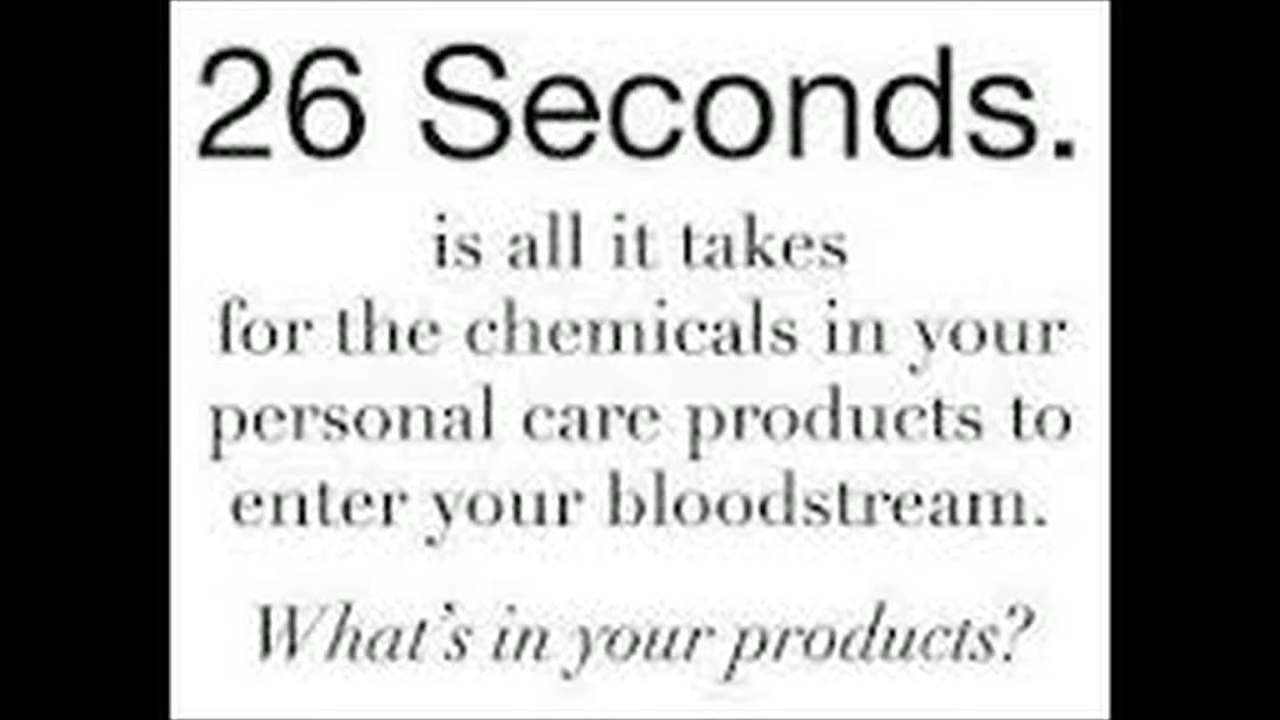 26 Seconds.
is all it takes
for the chemicals in your
personal care products to
enter your bloodstream.
What's in your products?